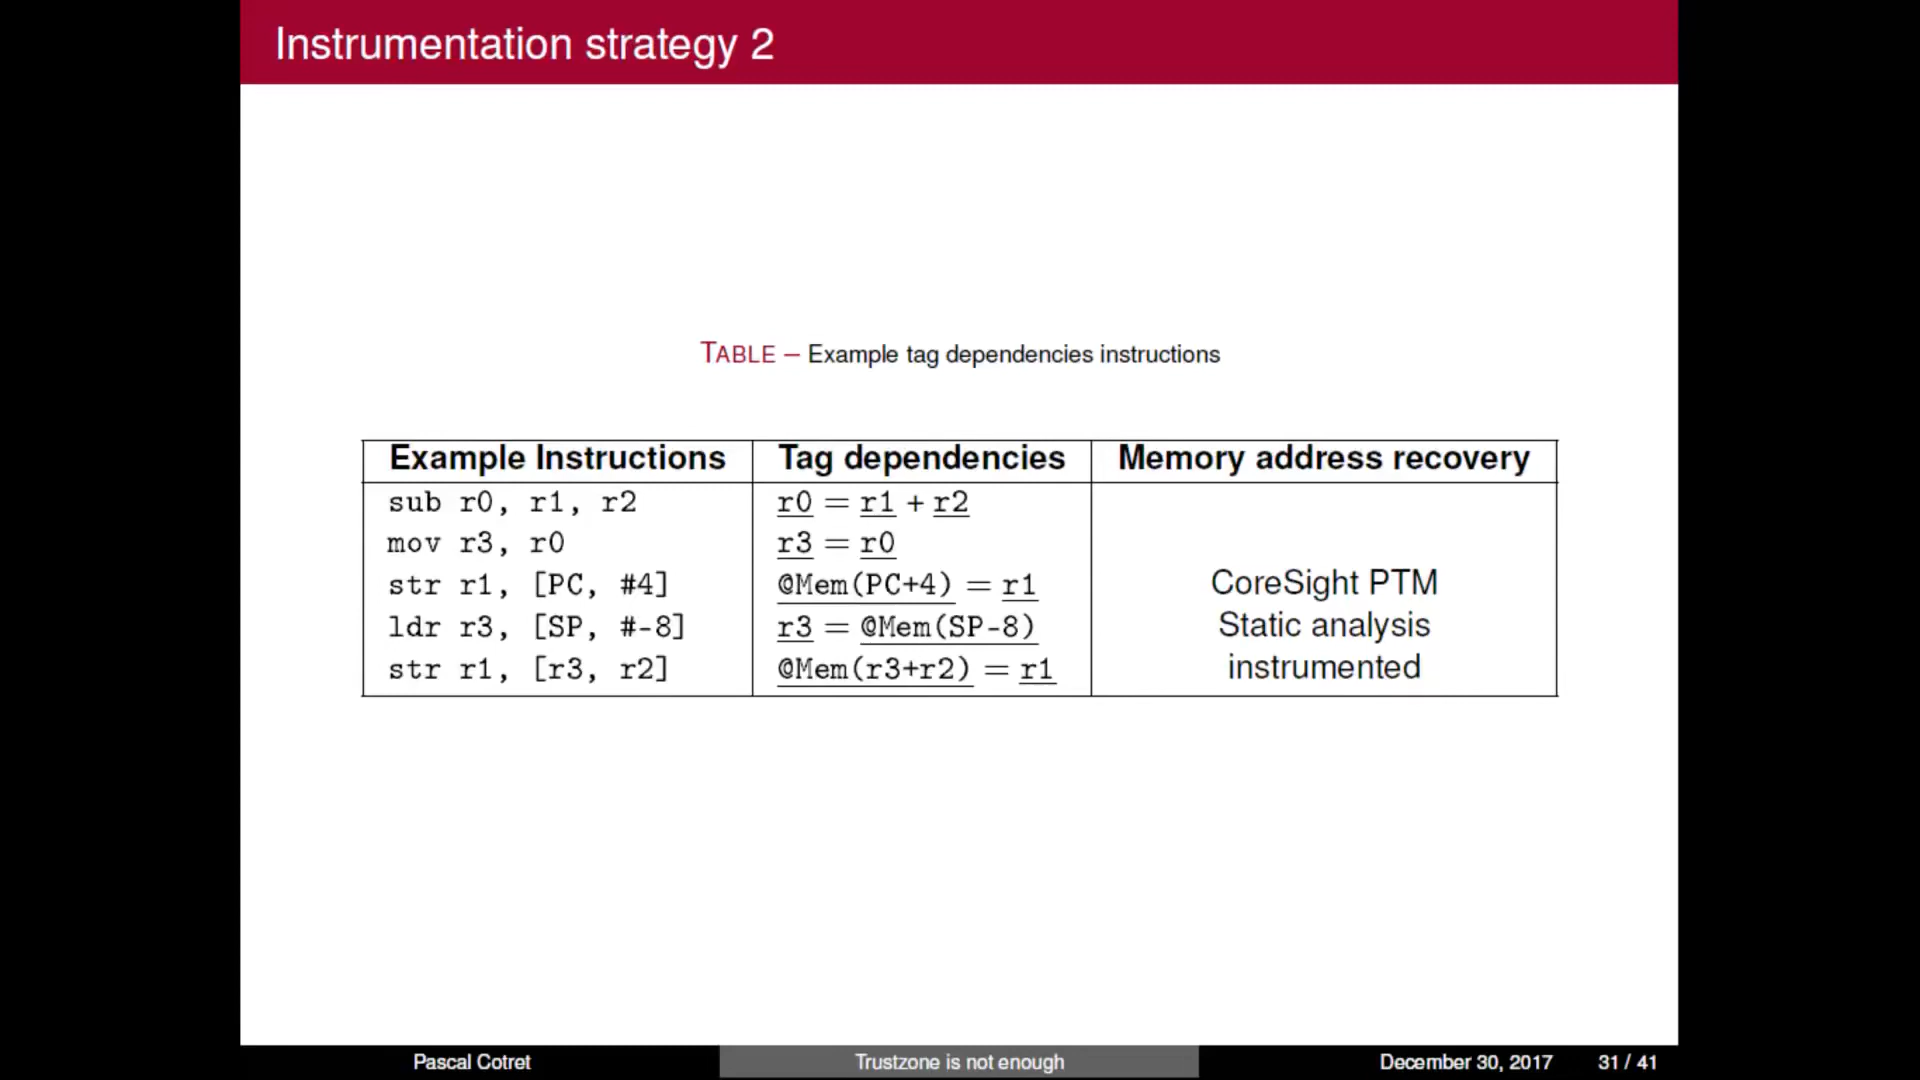 Instrumentation strategy 2
TABLE – Example tag dependencies instructions
Example Instructions Tag dependencies Memory address recovery
sub r0, r1, r2 r0 = r1 + r2
mov r3, r0 r3 = r0
str r1, [PC, #4] @Mem(PC+4) = r1 CoreSight PTM
ldr r3, [SP, #-8] r3 = @Mem(SP-8) Static analysis
str r1, [r3, r2] @Mem(r3+r2) = r1 instrumented
Pascal Cotret Trustzone is not enough December 30, 2017 31 / 41